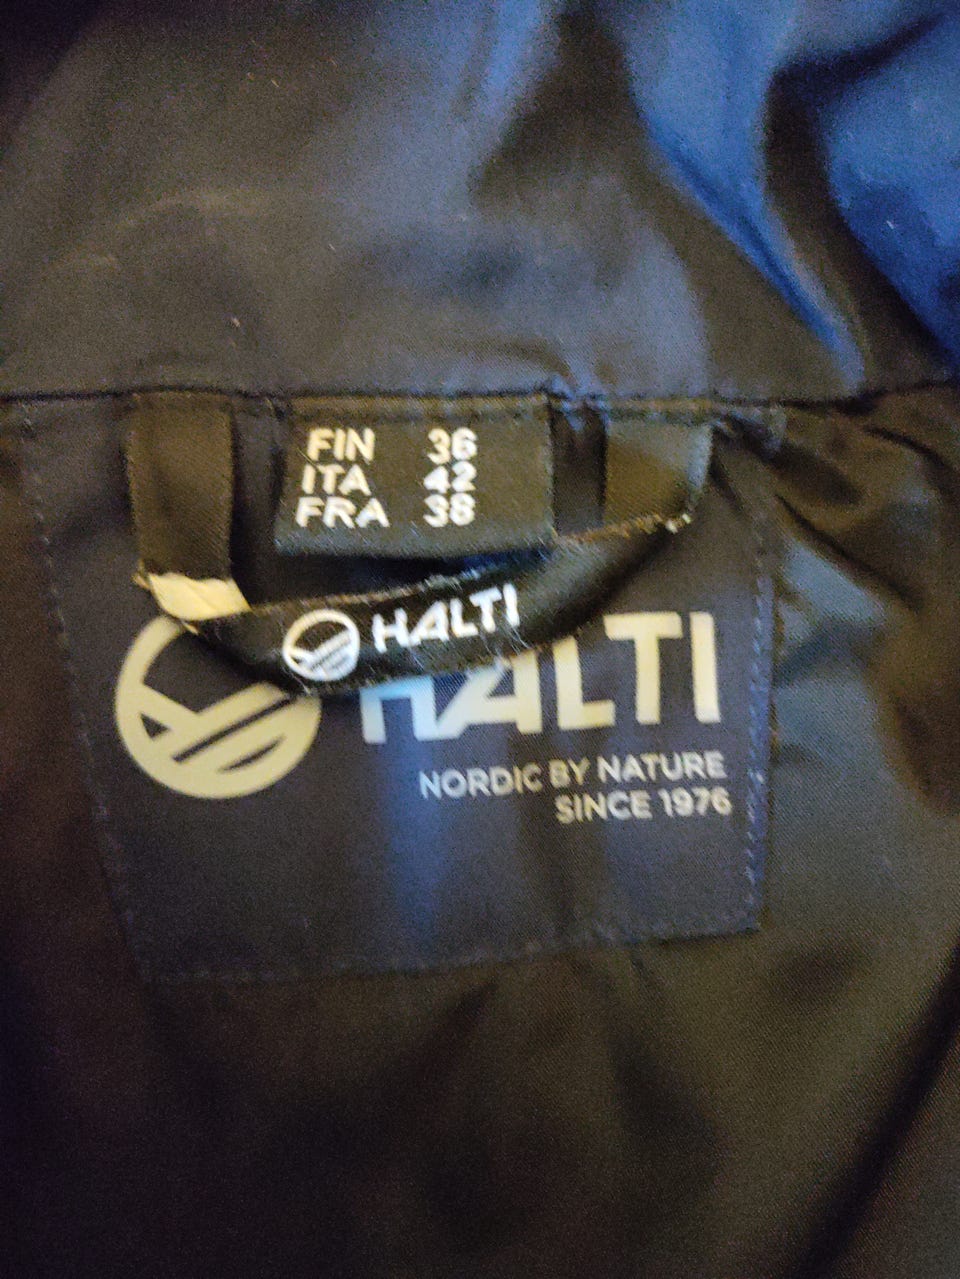 FIN 36
ITA 42
FRA 38
HALTI
HALTI
NORDIC BY NATURE
SINCE 1976